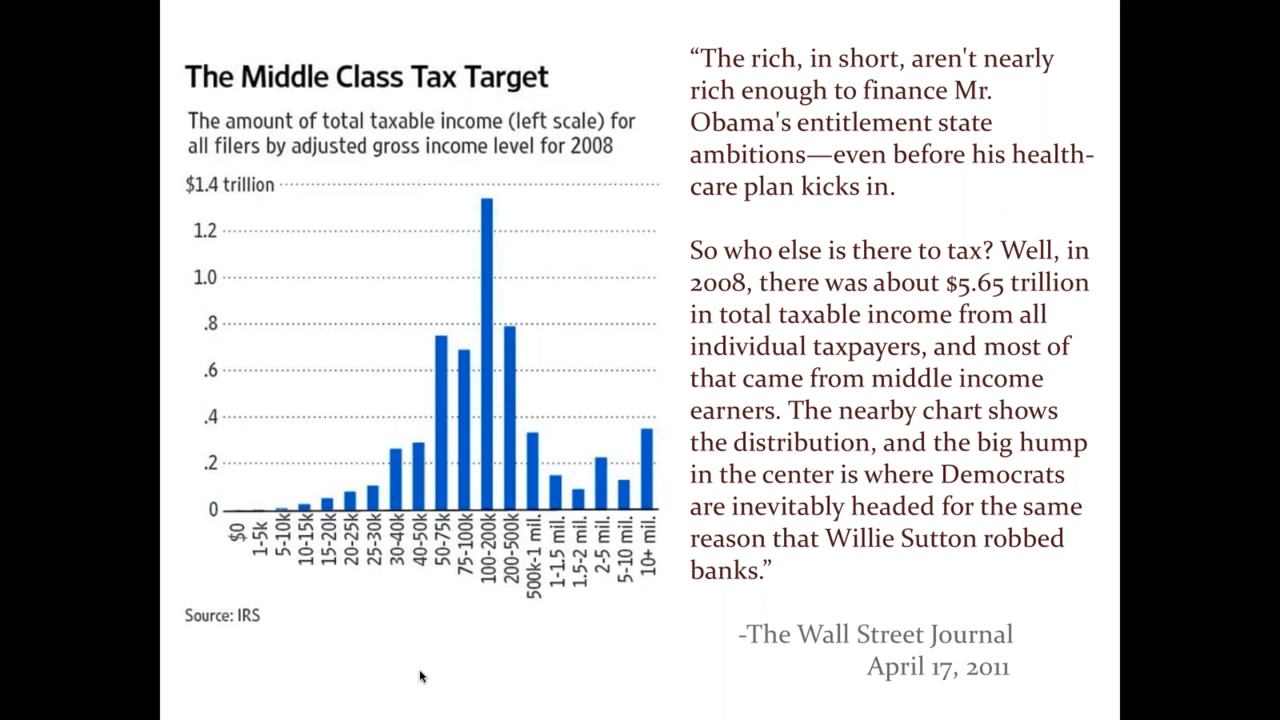 The Middle Class Tax Target
The amount of total taxable income (left scale) for
all filers by adjusted gross income level for 2008
$1.4 trillion
1.2
1.0
.8
.6
.4
.2
0
$0
1-5k
5-10k
10-15k
15-20k
20-25k
25-30k
30-40k
40-50k
50-75k
75-100k
100-200k
200-500k
500k-1 mil.
1-1.5 mil.
1.5-2 mil.
2-5 mil.
5-10 mil.
10+ mil.
Source: IRS
“The rich, in short, aren't nearly
rich enough to finance Mr.
Obama's entitlement state
ambitions—even before his health-
care plan kicks in.
So who else is there to tax? Well, in
2008, there was about $5.65 trillion
in total taxable income from all
individual taxpayers, and most of
that came from middle income
earners. The nearby chart shows
the distribution, and the big hump
in the center is where Democrats
are inevitably headed for the same
reason that Willie Sutton robbed
banks.”
-The Wall Street Journal
April 17, 2011